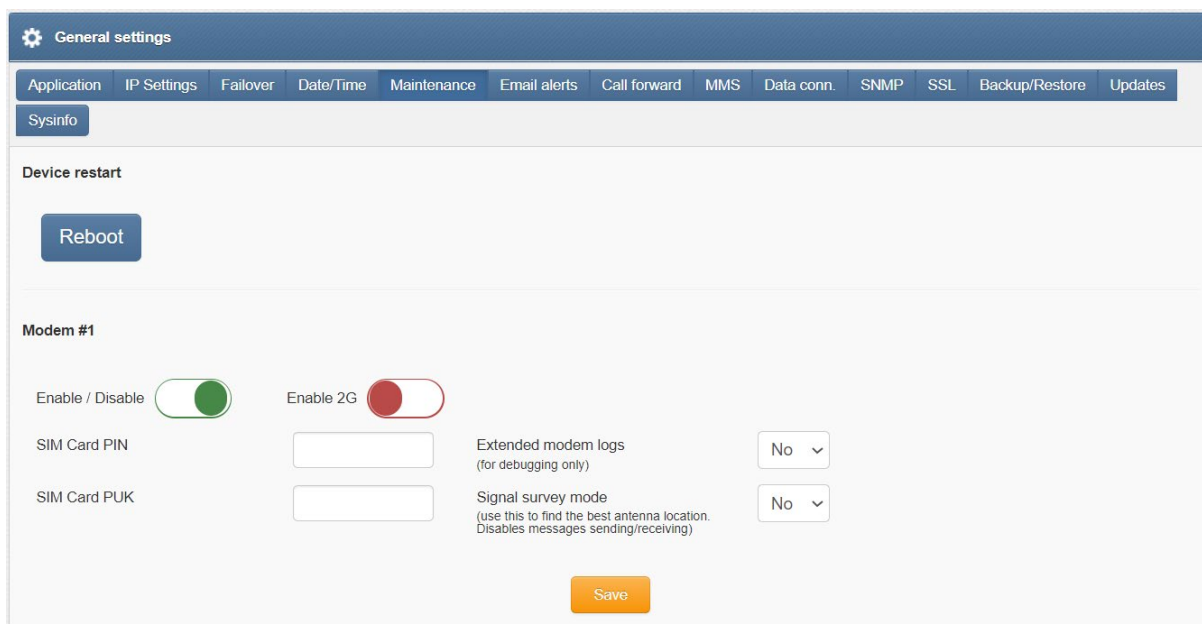 General settings
Application IP Settings Failover Date/Time Maintenance Email alerts Call forward MMS Data conn. SNMP SSL Backup/Restore Updates
Sysinfo
Device restart
Reboot
Modem #1
Enable / Disable Enable 2G
SIM Card PIN Extended modem logs No
(for debugging only)
SIM Card PUK Signal survey mode No
(use this to find the best antenna location.
Disables messages sending/receiving)
Save